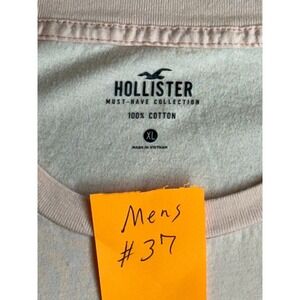 HOLLISTER
MUST-HAVE COLLECTION
100% COTTON
XL
MADE IN VIETNAM
Mens
#37